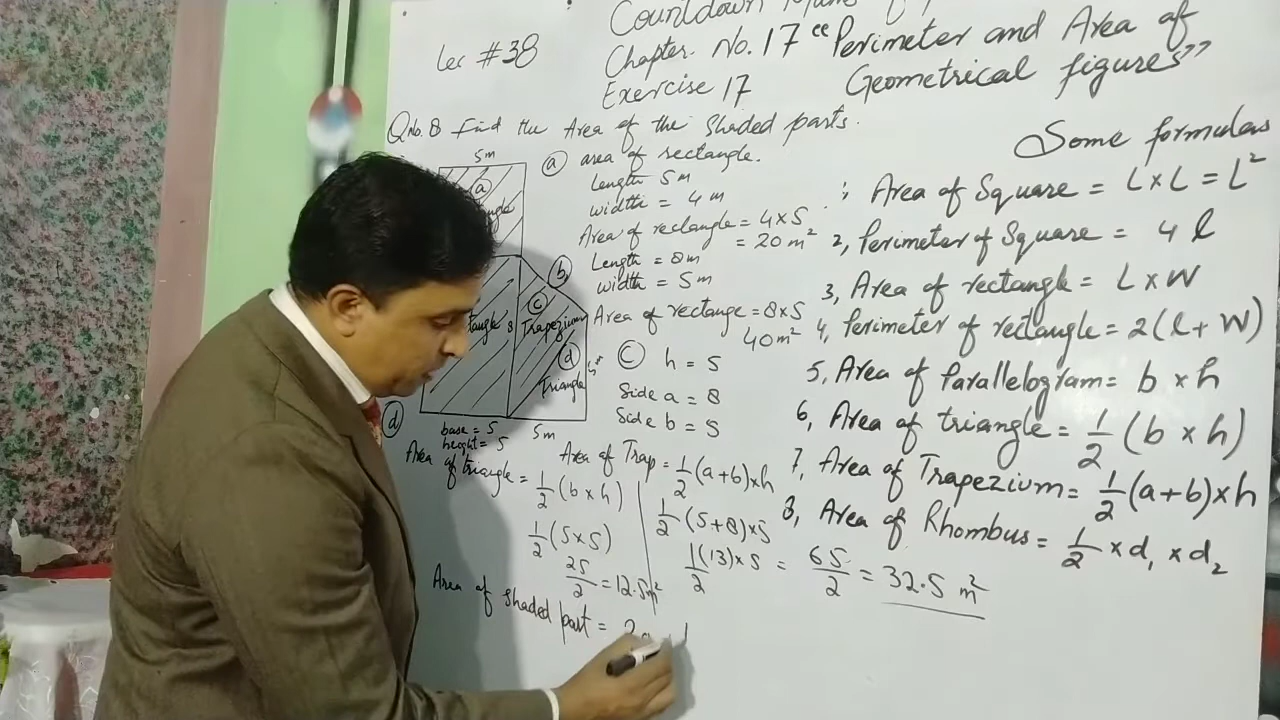 Lec #38
Countdown
Chapter. No. 17 "Perimeter and Area of
Exercise 17 Geometrical figures"
QNo. 8 Find the Area of the Shaded parts.
5m
(a)
(b)
(c)
Trapezium
(d)
Triangle
(d)
base = 5
height = 5
5m
(a) area of rectangle.
Length 5m
width = 4 m
Area of rectangle = 4×5
= 20 m²
Length = 8m
width = 5m
Area of rectange = 8×5
40m²
(C) h = 5
Side a = 8
Side b = 5
Area of triangle = 1/2 (b × h)
1/2 (5×5)
25/2 = 12.5m²
Area of Trap = 1/2 (a+b)×h
1/2 (5+8)×5
1/2 (13)×5 = 65/2 = 32.5 m²
Area of Shaded part =
Some formulas
1, Area of Square = L×L = L²
2, Perimeter of Square = 4 l
3, Area of rectangle = L×W
4, Perimeter of rectangle = 2(l+W)
5, Area of Parallelogram = b × h
6, Area of triangle = 1/2 (b × h)
7, Area of Trapezium = 1/2 (a+b)×h
8, Area of Rhombus = 1/2 × d₁ × d₂